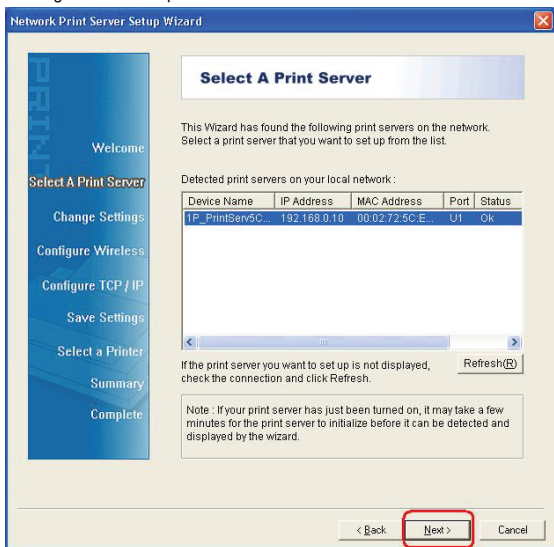 Network Print Server Setup Wizard
PRINT
Welcome
Select A Print Server
Change Settings
Configure Wireless
Configure TCP / IP
Save Settings
Select a Printer
Summary
Complete
Select A Print Server
This Wizard has found the following print servers on the network.
Select a print server that you want to set up from the list.
Detected print servers on your local network :
Device Name IP Address MAC Address Port Status
1P_PrintServ5C... 192.168.0.10 00:02:72:5C:E... U1 Ok
If the print server you want to set up is not displayed,
check the connection and click Refresh.
Refresh(R)
Note : If your print server has just been turned on, it may take a few
minutes for the print server to initialize before it can be detected and
displayed by the wizard.
< Back Next > Cancel